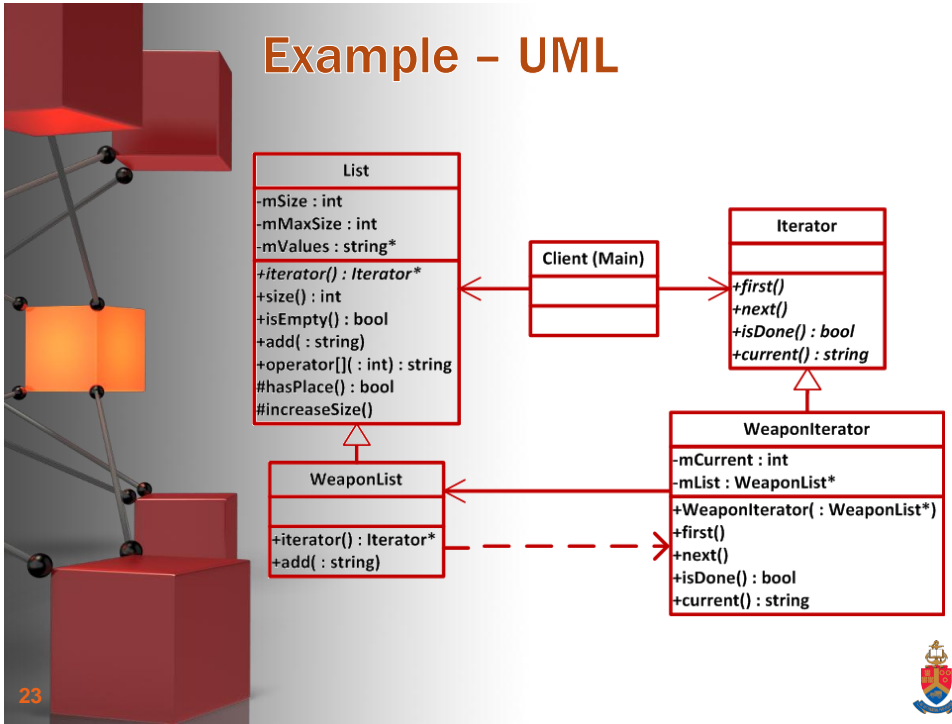 Example – UML
List
-mSize : int
-mMaxSize : int
-mValues : string*
+iterator() : Iterator*
+size() : int
+isEmpty() : bool
+add( : string)
+operator[]( : int) : string
#hasPlace() : bool
#increaseSize()
Client (Main)
Iterator
+first()
+next()
+isDone() : bool
+current() : string
WeaponList
+iterator() : Iterator*
+add( : string)
WeaponIterator
-mCurrent : int
-mList : WeaponList*
+WeaponIterator( : WeaponList*)
+first()
+next()
+isDone() : bool
+current() : string
23